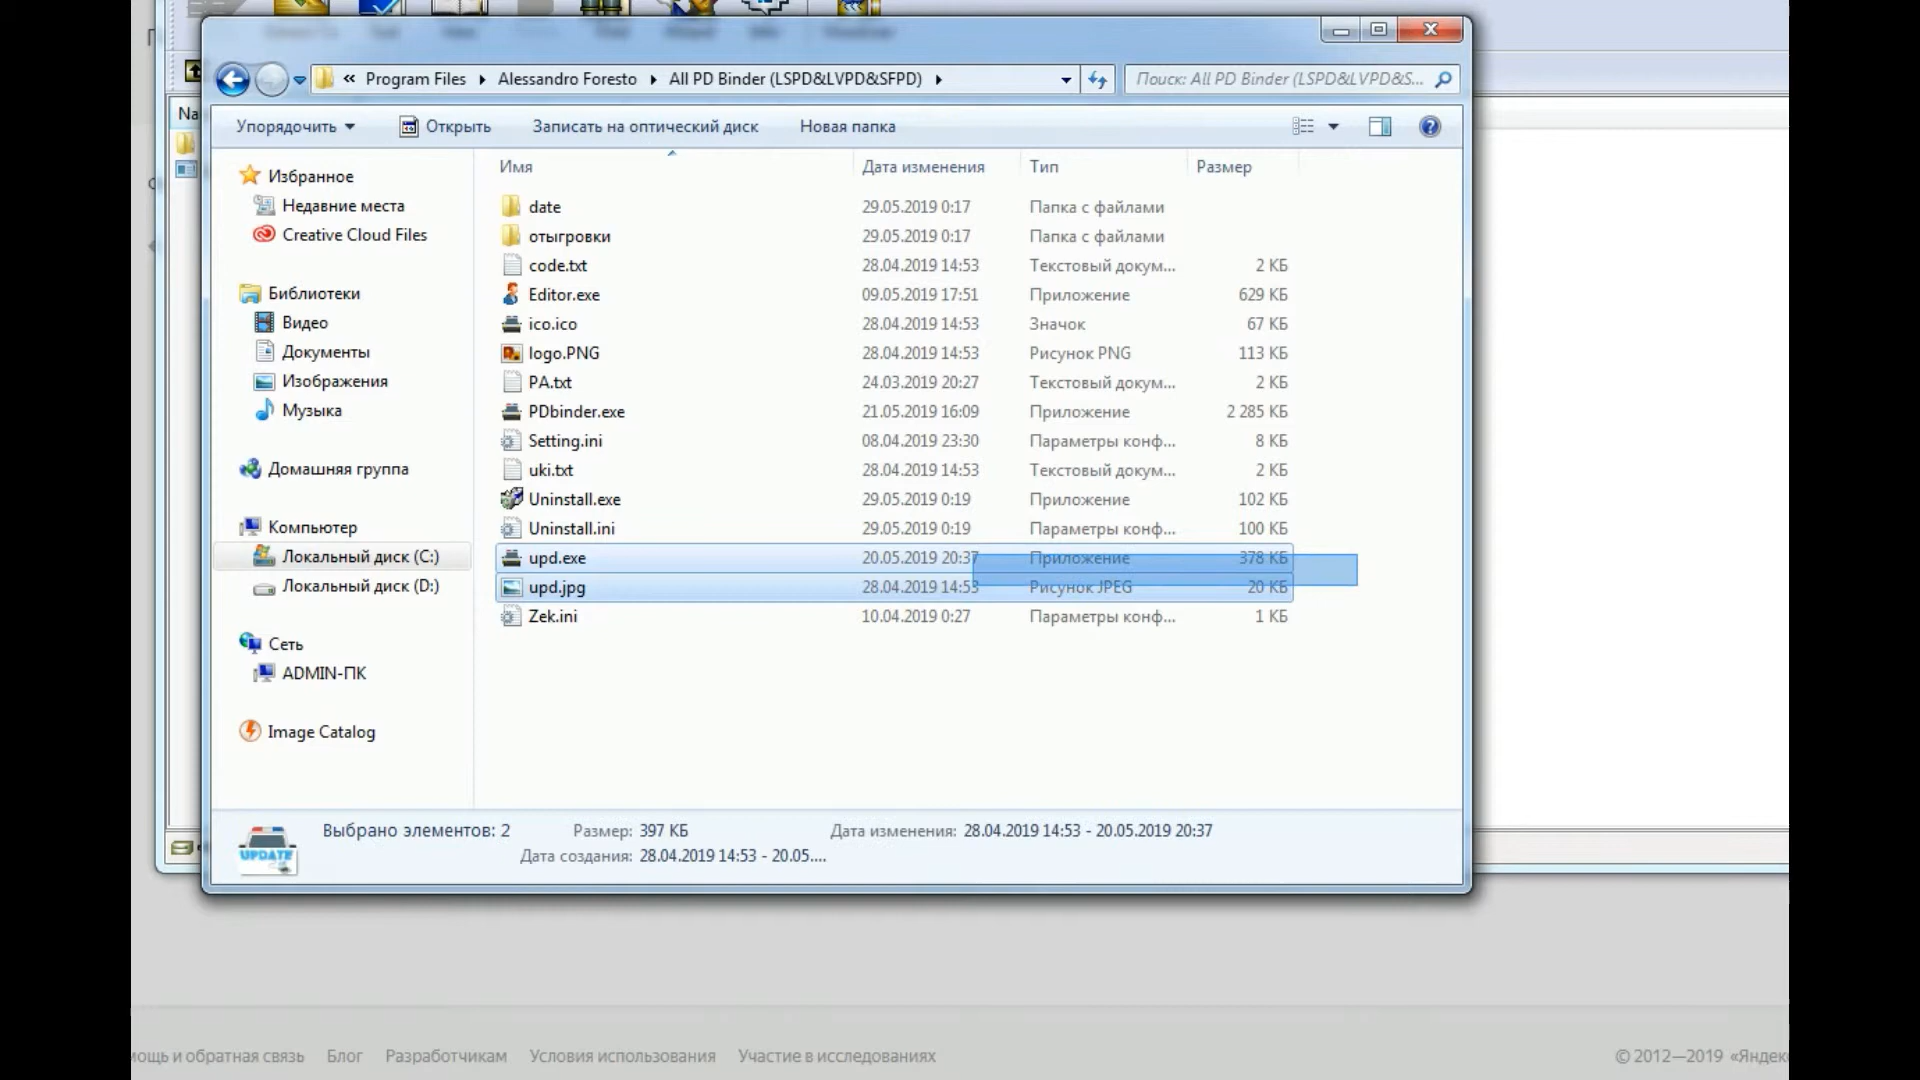 « Program Files Alessandro Foresto All PD Binder (LSPD&LVPD&SFPD)
Поиск: All PD Binder (LSPD&LVPD&S...
Na
Упорядочить Открыть Записать на оптический диск Новая папка
Избранное
Недавние места
Creative Cloud Files
Библиотеки
Видео
Документы
Изображения
Музыка
Домашняя группа
Компьютер
Локальный диск (C:)
Локальный диск (D:)
Сеть
ADMIN-ПК
Image Catalog
Имя Дата изменения Тип Размер
date 29.05.2019 0:17 Папка с файлами
отыгровки 29.05.2019 0:17 Папка с файлами
code.txt 28.04.2019 14:53 Текстовый докум... 2 КБ
Editor.exe 09.05.2019 17:51 Приложение 629 КБ
ico.ico 28.04.2019 14:53 Значок 67 КБ
logo.PNG 28.04.2019 14:53 Рисунок PNG 113 КБ
PA.txt 24.03.2019 20:27 Текстовый докум... 2 КБ
PDbinder.exe 21.05.2019 16:09 Приложение 2 285 КБ
Setting.ini 08.04.2019 23:30 Параметры конф... 8 КБ
uki.txt 28.04.2019 14:53 Текстовый докум... 2 КБ
Uninstall.exe 29.05.2019 0:19 Приложение 102 КБ
Uninstall.ini 29.05.2019 0:19 Параметры конф... 100 КБ
upd.exe 20.05.2019 20:37 Приложение 378 КБ
upd.jpg 28.04.2019 14:53 Рисунок JPEG 20 КБ
Zek.ini 10.04.2019 0:27 Параметры конф... 1 КБ
UPDATE
Выбрано элементов: 2 Размер: 397 КБ Дата изменения: 28.04.2019 14:53 - 20.05.2019 20:37
Дата создания: 28.04.2019 14:53 - 20.05....
мощь и обратная связь Блог Разработчикам Условия использования Участие в исследованиях © 2012—2019 «Яндекс